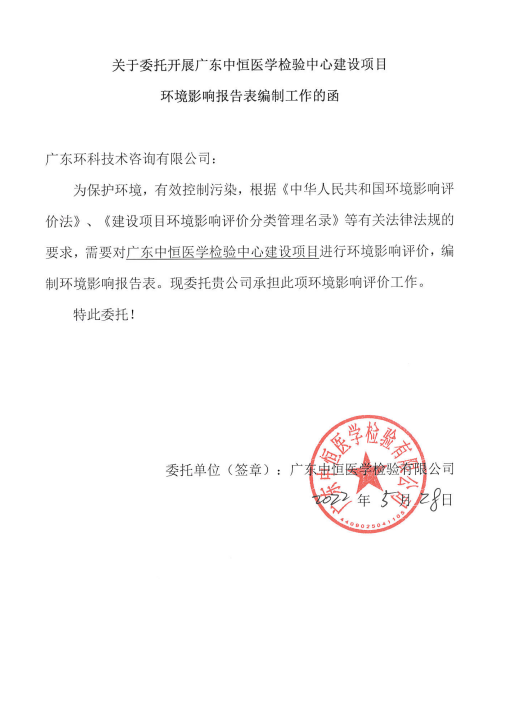 关于委托开展广东中恒医学检验中心建设项目
环境影响报告表编制工作的函
广东环科技术咨询有限公司：
为保护环境，有效控制污染，根据《中华人民共和国环境影响评
价法》、《建设项目环境影响评价分类管理名录》等有关法律法规的
要求，需要对广东中恒医学检验中心建设项目进行环境影响评价，编
制环境影响报告表。现委托贵公司承担此项环境影响评价工作。
特此委托！
广东中恒医学检验有限公司
委托单位（签章）：广东中恒医学检验有限公司
2022 年 5 月 28日